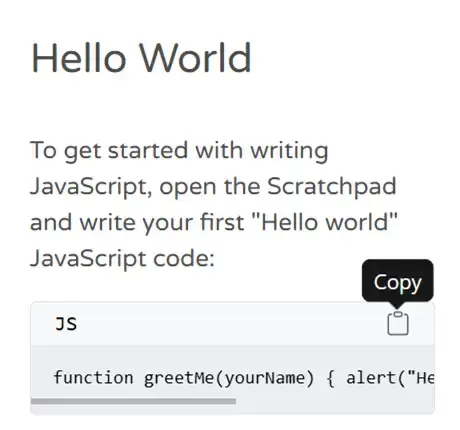 Hello World
To get started with writing
JavaScript, open the Scratchpad
and write your first "Hello world"
JavaScript code:
Copy
JS
function greetMe(yourName) { alert("He